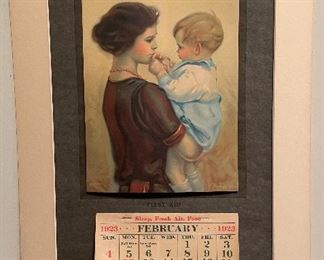 FIRST AID
Sleep, Fresh Air, Food
1923 FEBRUARY 1923
SUN. MON. TUE. WED. THU. FRI. SAT.
1 2 3
4 5 6 7 8 9 10